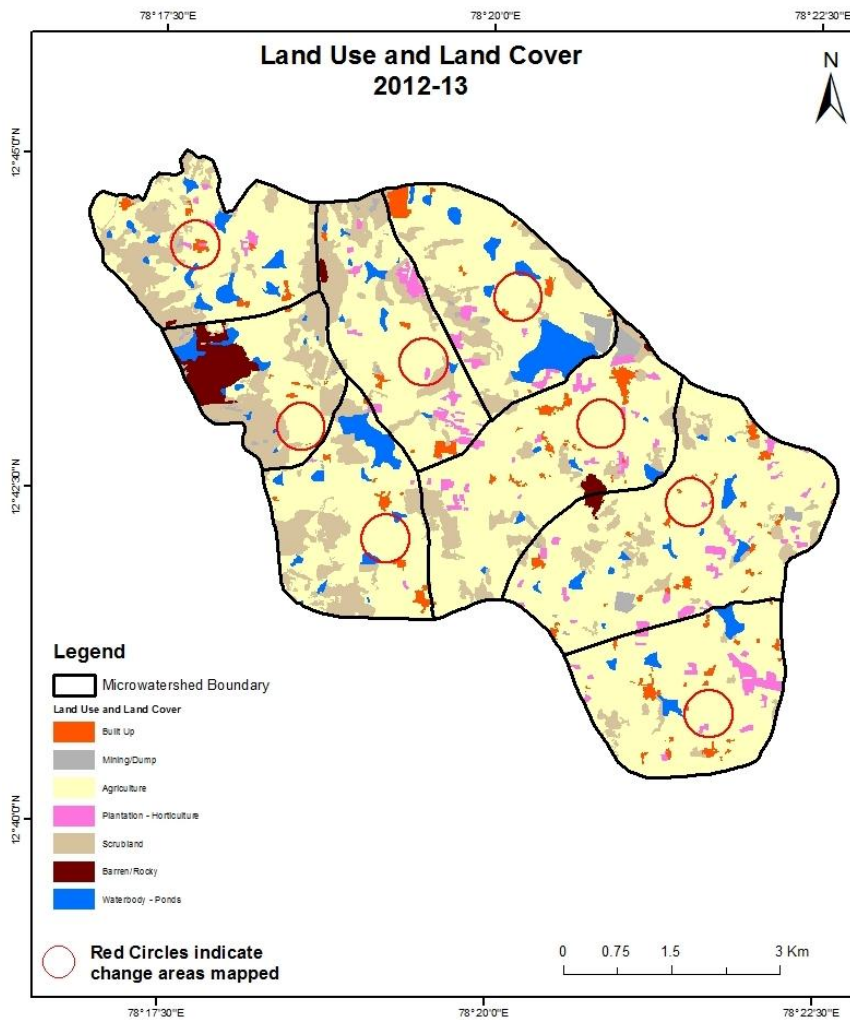 78°17'30"E
78°20'0"E
78°22'30"E
Land Use and Land Cover
2012-13
N
12°45'0"N
12°42'30"N
12°40'0"N
Legend
Microwatershed Boundary
Land Use and Land Cover
Built Up
Mining/Dump
Agriculture
Plantation - Horticulture
Scrubland
Barren/Rocky
Waterbody - Ponds
Red Circles indicate
change areas mapped
0 0.75 1.5 3 Km
78°17'30"E
78°20'0"E
78°22'30"E